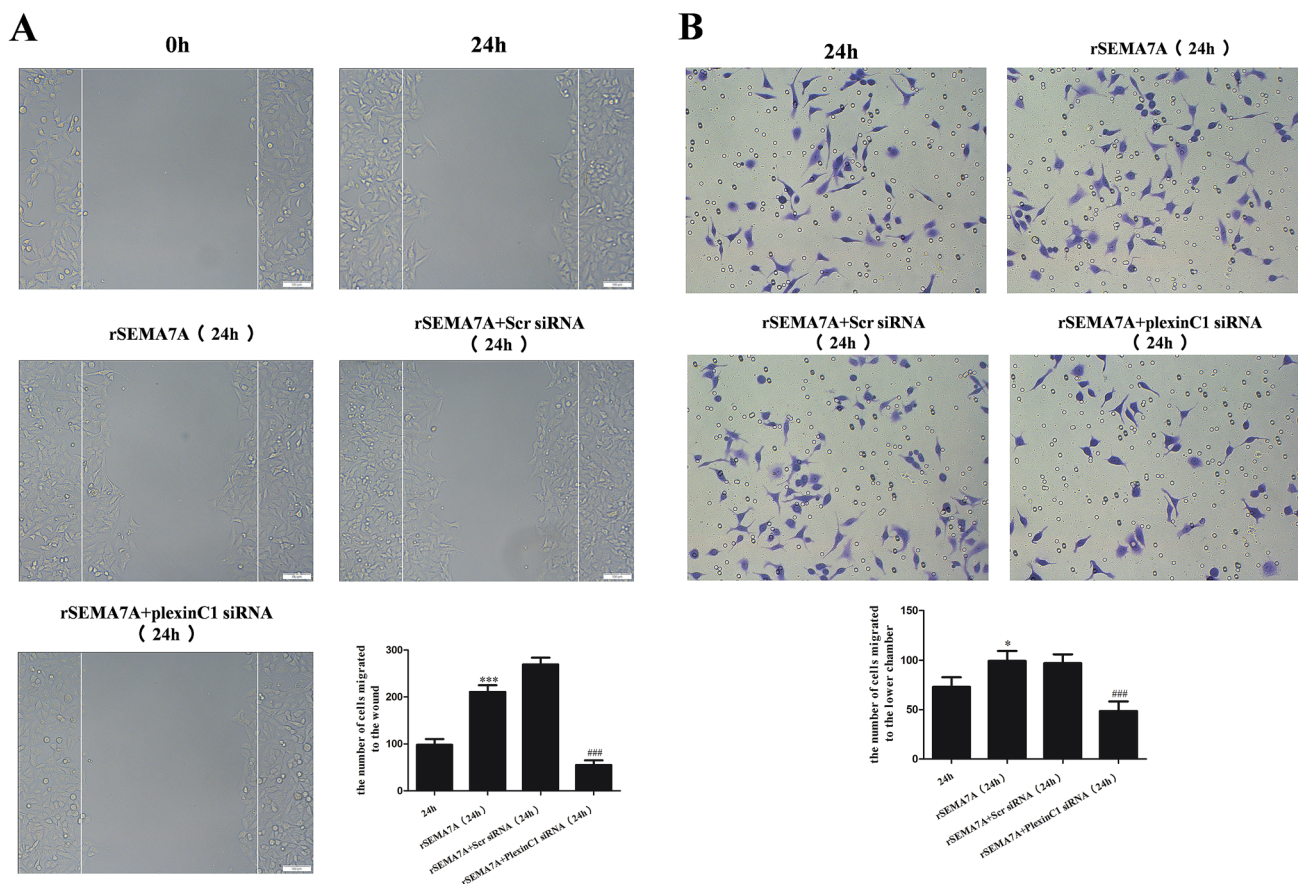 A
0h
24h
rSEMA7A（24h）
rSEMA7A+Scr siRNA
（24h）
rSEMA7A+plexinC1 siRNA
（24h）
the number of cells migrated
to the wound
300
200
100
0
***
###
24h
rSEMA7A（24h）
rSEMA7A+Scr siRNA（24h）
rSEMA7A+PlexinC1 siRNA（24h）
B
24h
rSEMA7A（24h）
rSEMA7A+Scr siRNA
（24h）
rSEMA7A+plexinC1 siRNA
（24h）
the number of cells migrated
to the lower chamber
150
100
50
0
*
###
24h
rSEMA7A（24h）
rSEMA7A+Scr siRNA（24h）
rSEMA7A+PlexinC1 siRNA（24h）